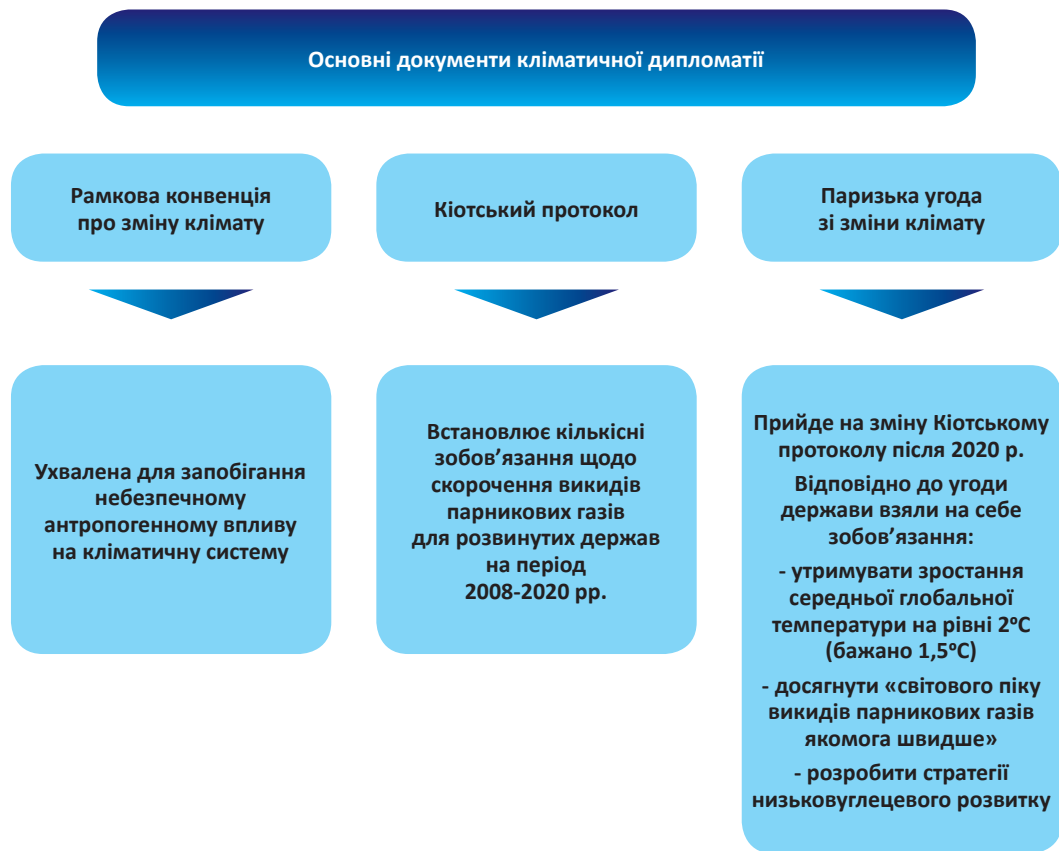 Основні документи кліматичної дипломатії
Рамкова конвенція
про зміну клімату
Кіотський протокол
Паризька угода
зі зміни клімату
Ухвалена для запобігання
небезпечному
антропогенному впливу
на кліматичну систему
Встановлює кількісні
зобов’язання щодо
скорочення викидів
парникових газів
для розвинутих держав
на період
2008-2020 рр.
Прийде на зміну Кіотському
протоколу після 2020 р.
Відповідно до угоди
держави взяли на себе
зобов’язання:
- утримувати зростання
середньої глобальної
температури на рівні 2ºС
(бажано 1,5ºС)
- досягнути «світового піку
викидів парникових газів
якомога швидше»
- розробити стратегії
низьковуглецевого розвитку